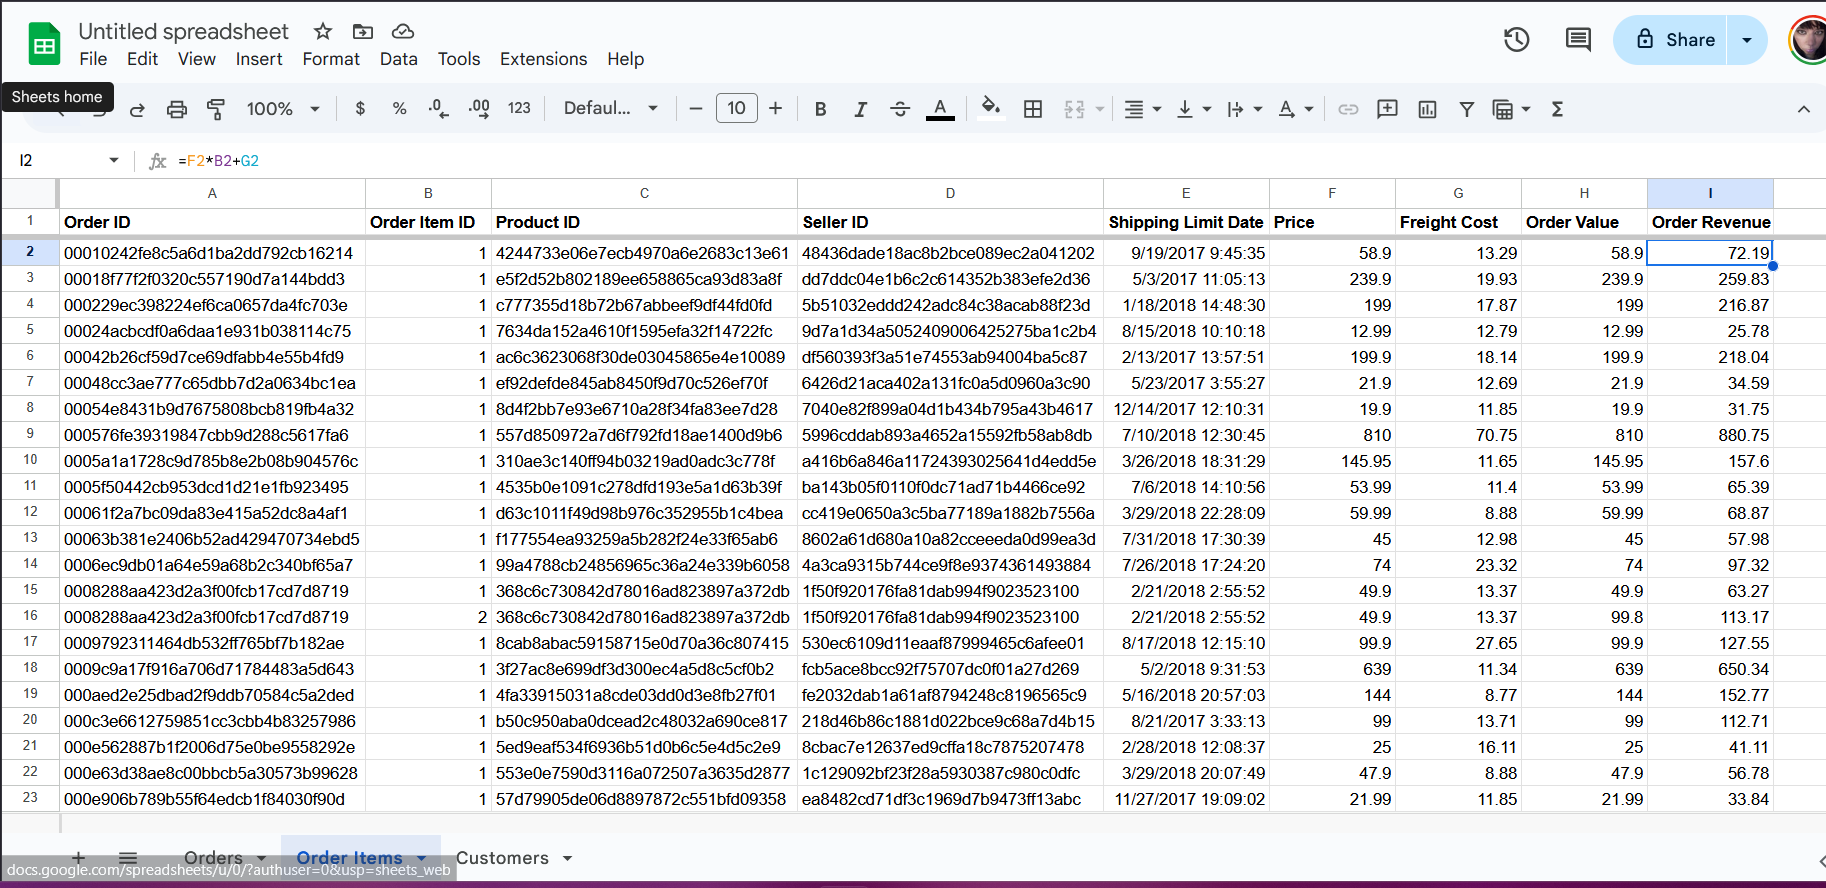 Untitled spreadsheet
File Edit View Insert Format Data Tools Extensions Help
Share
Sheets home
100% $ % .0 .00 123 Defaul... 10 B I S A
I2 fx =F2*B2+G2
A B C D E F G H I
1 Order ID Order Item ID Product ID Seller ID Shipping Limit Date Price Freight Cost Order Value Order Revenue
2 00010242fe8c5a6d1ba2dd792cb16214 1 4244733e06e7ecb4970a6e2683c13e61 48436dade18ac8b2bce089ec2a041202 9/19/2017 9:45:35 58.9 13.29 58.9 72.19
3 00018f77f2f0320c557190d7a144bdd3 1 e5f2d52b802189ee658865ca93d83a8f dd7ddc04e1b6c2c614352b383efe2d36 5/3/2017 11:05:13 239.9 19.93 239.9 259.83
4 000229ec398224ef6ca0657da4fc703e 1 c777355d18b72b67abbeef9df44fd0fd 5b51032eddd242adc84c38acab88f23d 1/18/2018 14:48:30 199 17.87 199 216.87
5 00024acbcdf0a6daa1e931b038114c75 1 7634da152a4610f1595efa32f14722fc 9d7a1d34a5052409006425275ba1c2b4 8/15/2018 10:10:18 12.99 12.79 12.99 25.78
6 00042b26cf59d7ce69dfabb4e55b4fd9 1 ac6c3623068f30de03045865e4e10089 df560393f3a51e74553ab94004ba5c87 2/13/2017 13:57:51 199.9 18.14 199.9 218.04
7 00048cc3ae777c65dbb7d2a0634bc1ea 1 ef92defde845ab8450f9d70c526ef70f 6426d21aca402a131fc0a5d0960a3c90 5/23/2017 3:55:27 21.9 12.69 21.9 34.59
8 00054e8431b9d7675808bcb819fb4a32 1 8d4f2bb7e93e6710a28f34fa83ee7d28 7040e82f899a04d1b434b795a43b4617 12/14/2017 12:10:31 19.9 11.85 19.9 31.75
9 000576fe39319847cbb9d288c5617fa6 1 557d850972a7d6f792fd18ae1400d9b6 5996cddab893a4652a15592fb58ab8db 7/10/2018 12:30:45 810 70.75 810 880.75
10 0005a1a1728c9d785b8e2b08b904576c 1 310ae3c140ff94b03219ad0adc3c778f a416b6a846a11724393025641d4edd5e 3/26/2018 18:31:29 145.95 11.65 145.95 157.6
11 0005f50442cb953dcd1d21e1fb923495 1 4535b0e1091c278dfd193e5a1d63b39f ba143b05f0110f0dc71ad71b4466ce92 7/6/2018 14:10:56 53.99 11.4 53.99 65.39
12 00061f2a7bc09da83e415a52dc8a4af1 1 d63c1011f49d98b976c352955b1c4bea cc419e0650a3c5ba77189a1882b7556a 3/29/2018 22:28:09 59.99 8.88 59.99 68.87
13 00063b381e2406b52ad429470734ebd5 1 f177554ea93259a5b282f24e33f65ab6 8602a61d680a10a82cceeeda0d99ea3d 7/31/2018 17:30:39 45 12.98 45 57.98
14 0006ec9db01a64e59a68b2c340bf65a7 1 99a4788cb24856965c36a24e339b6058 4a3ca9315b744ce9f8e9374361493884 7/26/2018 17:24:20 74 23.32 74 97.32
15 0008288aa423d2a3f00fcb17cd7d8719 1 368c6c730842d78016ad823897a372db 1f50f920176fa81dab994f9023523100 2/21/2018 2:55:52 49.9 13.37 49.9 63.27
16 0008288aa423d2a3f00fcb17cd7d8719 2 368c6c730842d78016ad823897a372db 1f50f920176fa81dab994f9023523100 2/21/2018 2:55:52 49.9 13.37 99.8 113.17
17 0009792311464db532ff765bf7b182ae 1 8cab8abac59158715e0d70a36c807415 530ec6109d11eaaf87999465c6afee01 8/17/2018 12:15:10 99.9 27.65 99.9 127.55
18 0009c9a17f916a706d71784483a5d643 1 3f27ac8e699df3d300ec4a5d8c5cf0b2 fcb5ace8bcc92f75707dc0f01a27d269 5/2/2018 9:31:53 639 11.34 639 650.34
19 000aed2e25dbad2f9ddb70584c5a2ded 1 4fa33915031a8cde03dd0d3e8fb27f01 fe2032dab1a61af8794248c8196565c9 5/16/2018 20:57:03 144 8.77 144 152.77
20 000c3e6612759851cc3cbb4b83257986 1 b50c950aba0dcead2c48032a690ce817 218d46b86c1881d022bce9c68a7d4b15 8/21/2017 3:33:13 99 13.71 99 112.71
21 000e562887b1f2006d75e0be9558292e 1 5ed9eaf534f6936b51d0b6c5e4d5c2e9 8cbac7e12637ed9cffa18c7875207478 2/28/2018 12:08:37 25 16.11 25 41.11
22 000e63d38ae8c00bbcb5a30573b99628 1 553e0e7590d3116a072507a3635d2877 1c129092bf23f28a5930387c980c0dfc 3/29/2018 20:07:49 47.9 8.88 47.9 56.78
23 000e906b789b55f64edcb1f84030f90d 1 57d79905de06d8897872c551bfd09358 ea8482cd71df3c1969d7b9473ff13abc 11/27/2017 19:09:02 21.99 11.85 21.99 33.84
Orders Order Items Customers
docs.google.com/spreadsheets/u/0/?authuser=0&usp=sheets_web